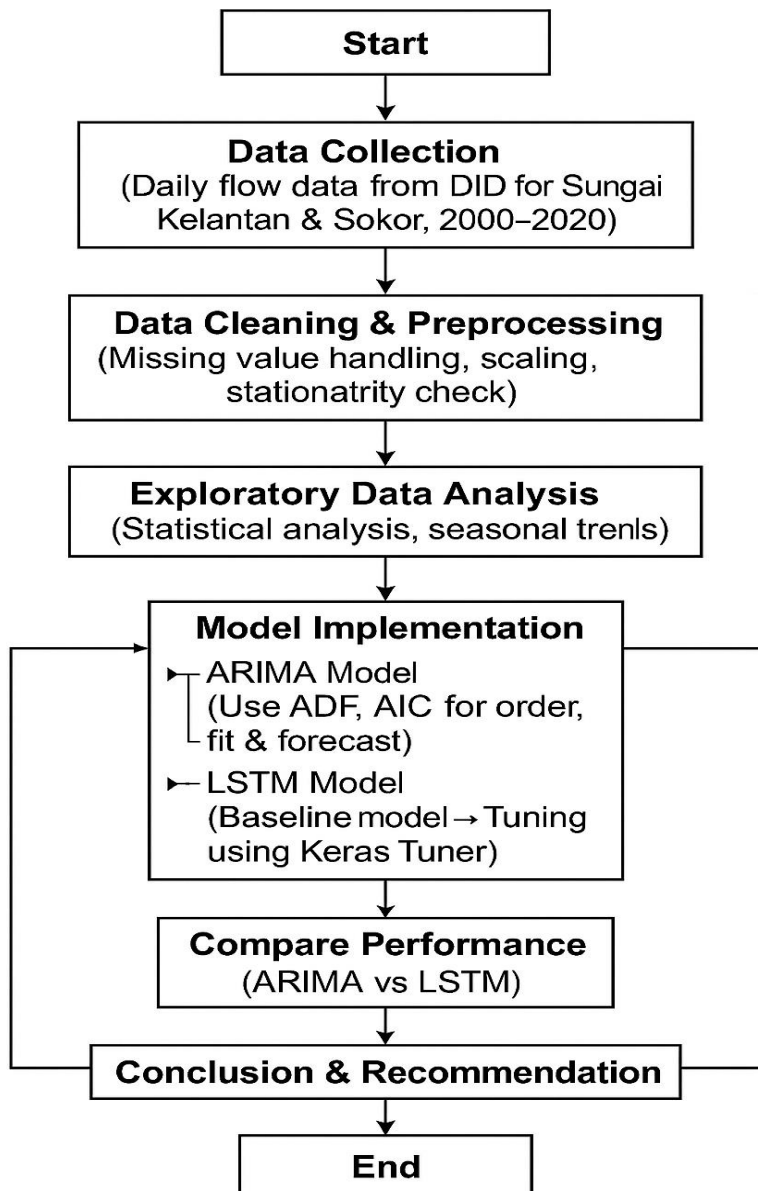 Start
Data Collection
(Daily flow data from DID for Sungai
Kelantan & Sokor, 2000–2020)
Data Cleaning & Preprocessing
(Missing value handling, scaling,
stationatrity check)
Exploratory Data Analysis
(Statistical analysis, seasonal trenls)
Model Implementation
ARIMA Model
(Use ADF, AIC for order,
fit & forecast)
LSTM Model
(Baseline model → Tuning
using Keras Tuner)
Compare Performance
(ARIMA vs LSTM)
Conclusion & Recommendation
End